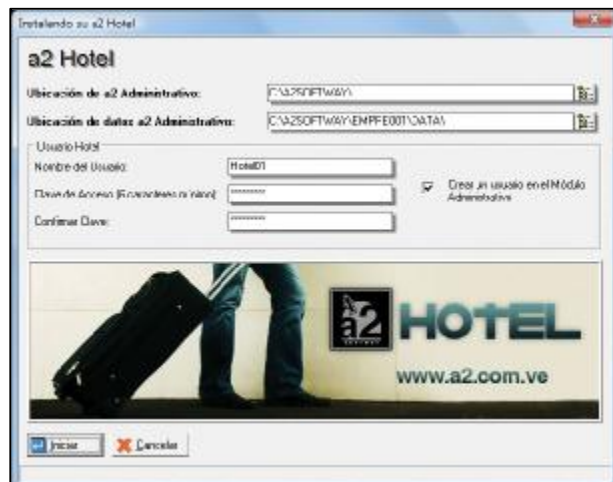 Instalando su a2 Hotel
a2 Hotel
Ubicación de a2 Administrativo:
C:\A2SOFTWAY\
Ubicación de datos a2 Administrativo:
C:\A2SOFTWAY\EMPRE001\DATA\
Usuario Hotel
Nombre del Usuario:
Hotel01
Clave de Acceso (6 caracteres mínimo)
********
Crear un usuario en el Módulo
Administrativo
Confirmar Clave:
********
a2
HOTEL
www.a2.com.ve
Iniciar
Cancelar